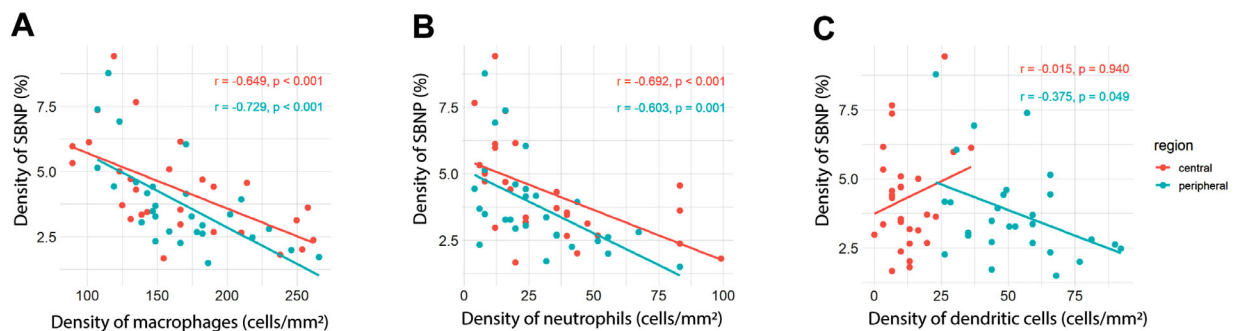 A
Density of SBNP (%)
7.5
5.0
2.5
r = -0.649, p < 0.001
r = -0.729, p < 0.001
100
150
200
250
Density of macrophages (cells/mm²)
B
Density of SBNP (%)
7.5
5.0
2.5
r = -0.692, p < 0.001
r = -0.603, p = 0.001
0
25
50
75
100
Density of neutrophils (cells/mm²)
C
Density of SBNP (%)
7.5
5.0
2.5
r = -0.015, p = 0.940
r = -0.375, p = 0.049
0
25
50
75
Density of dendritic cells (cells/mm²)
region
central
peripheral